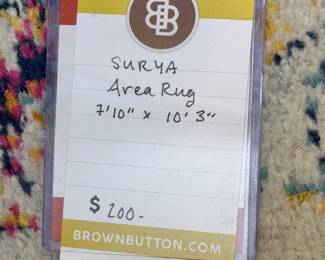 SURYA
Area Rug
7'10" x 10' 3"
$ 200-
BROWNBUTTON.COM